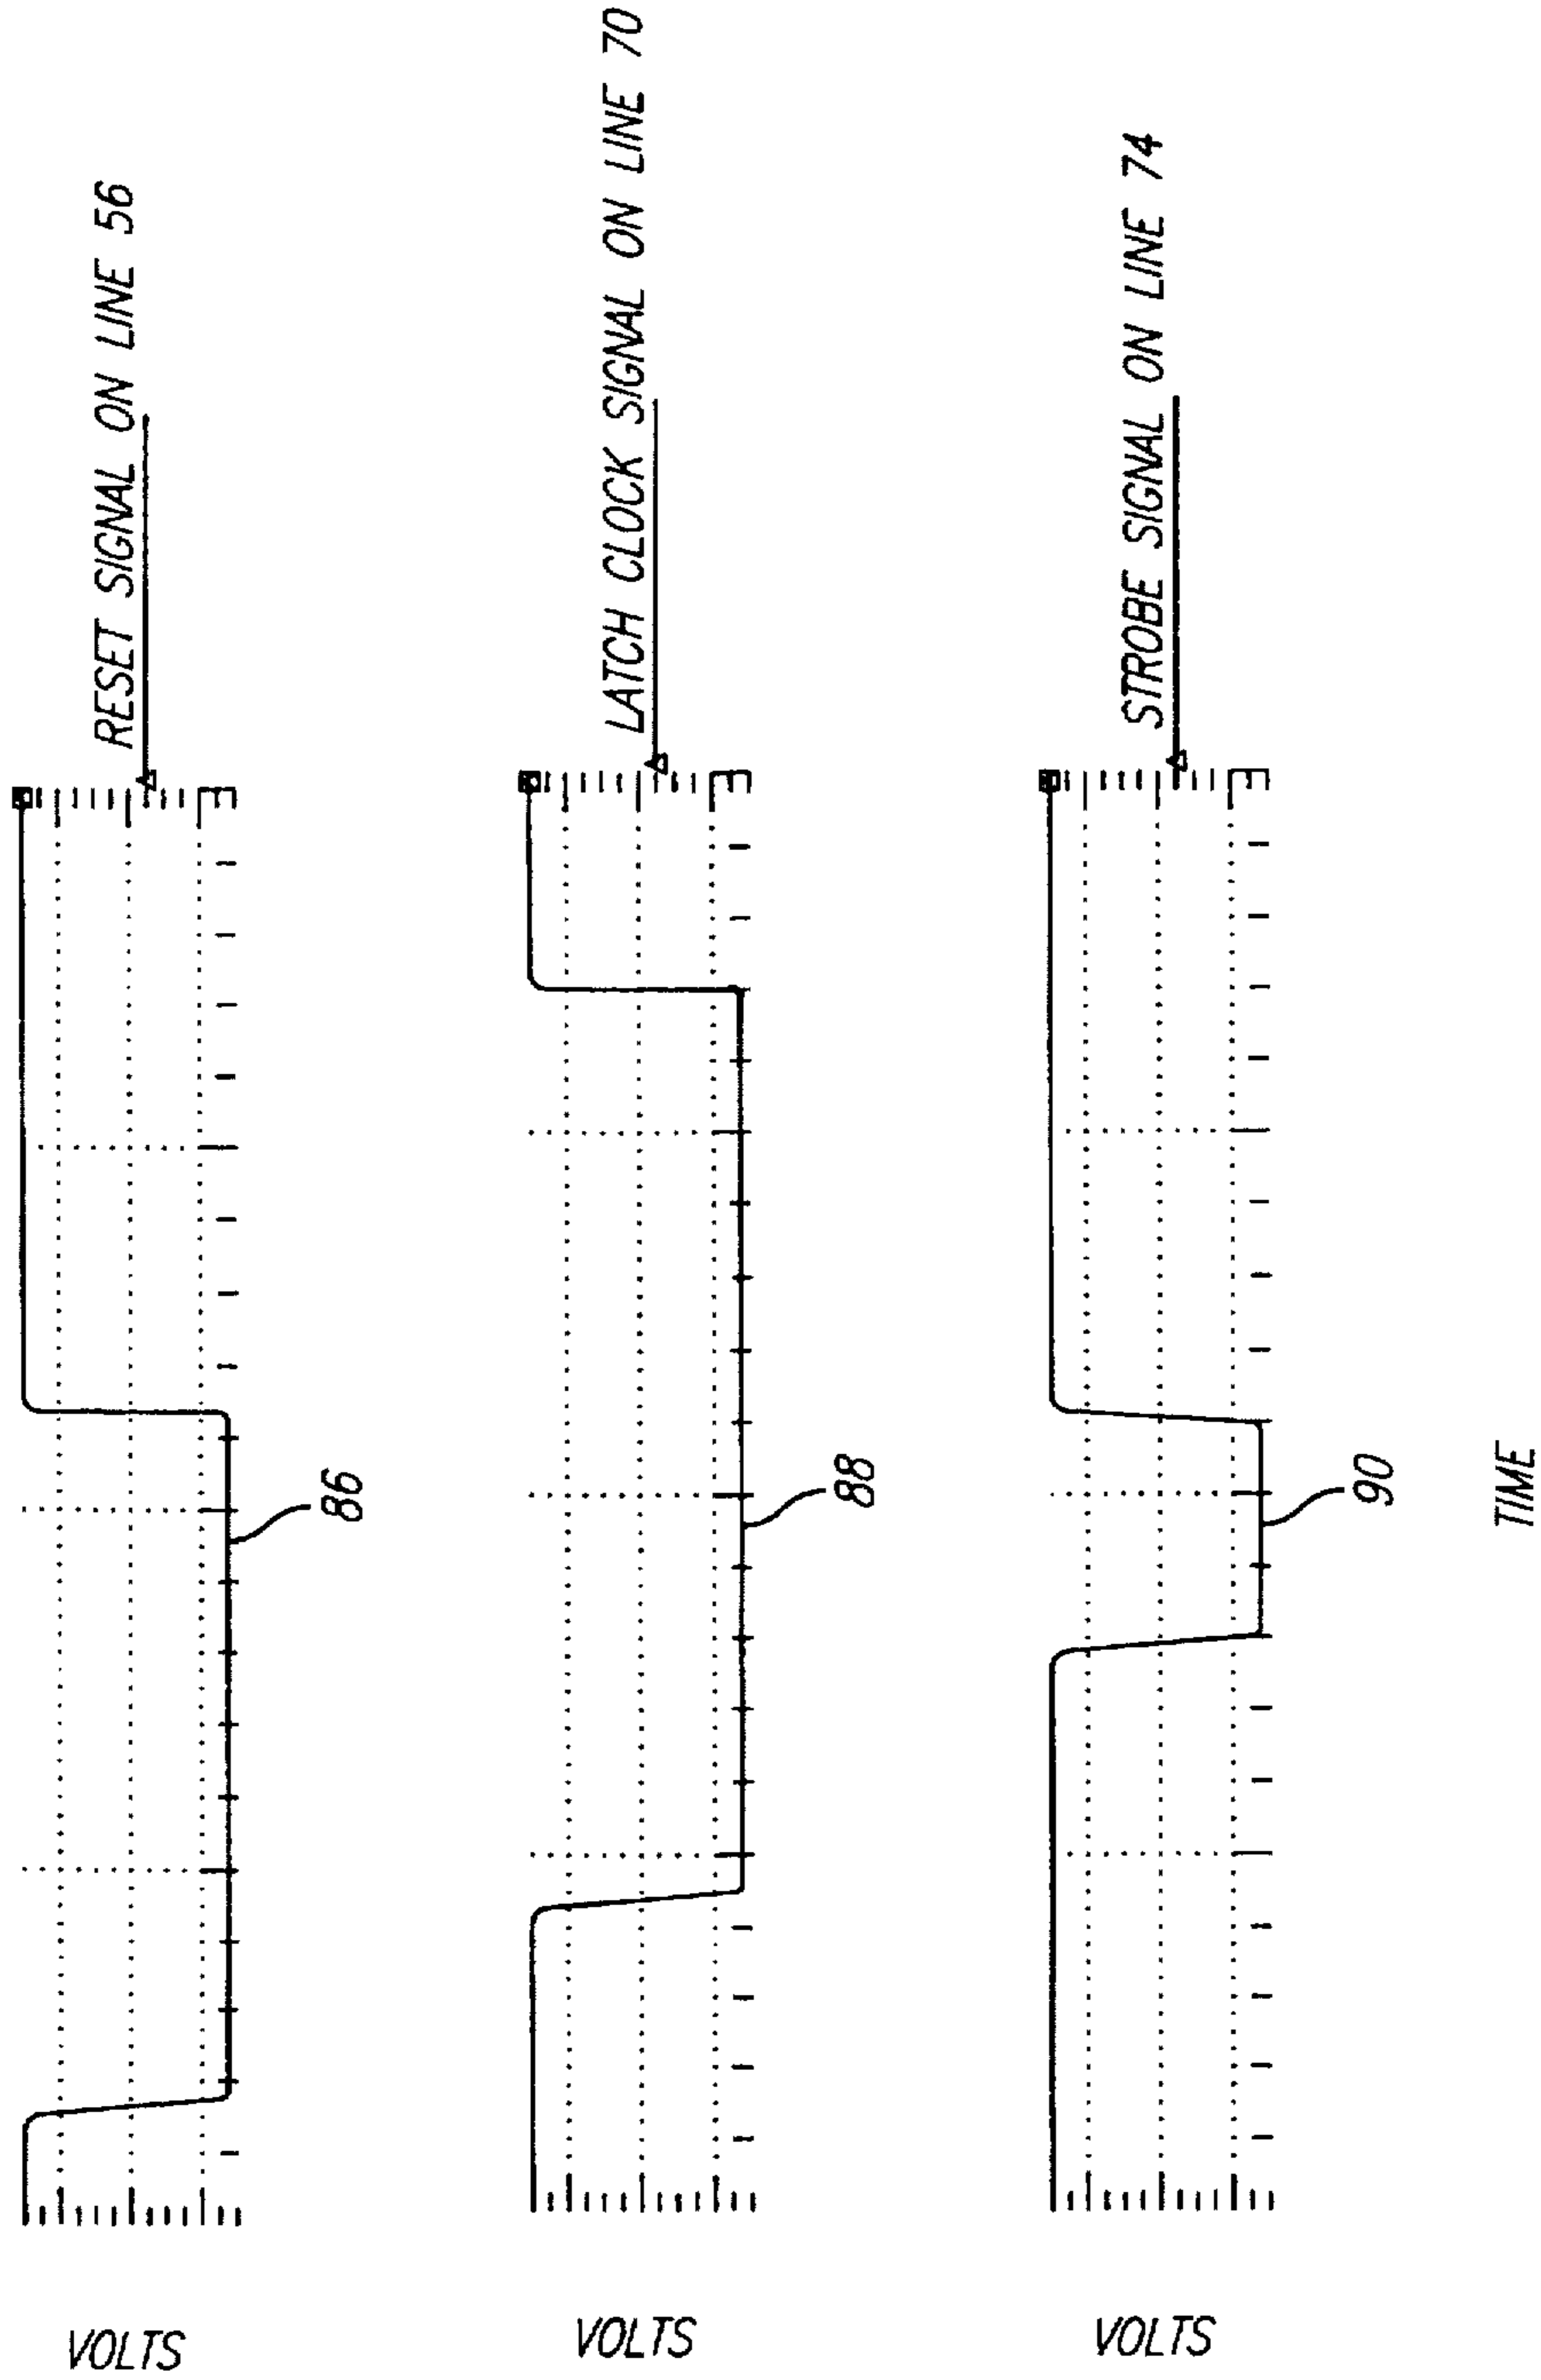 RESET SIGNAL ON LINE 56
VOLTS
86
LATCH CLOCK SIGNAL ON LINE 70
VOLTS
88
STROBE SIGNAL ON LINE 74
VOLTS
90
TIME